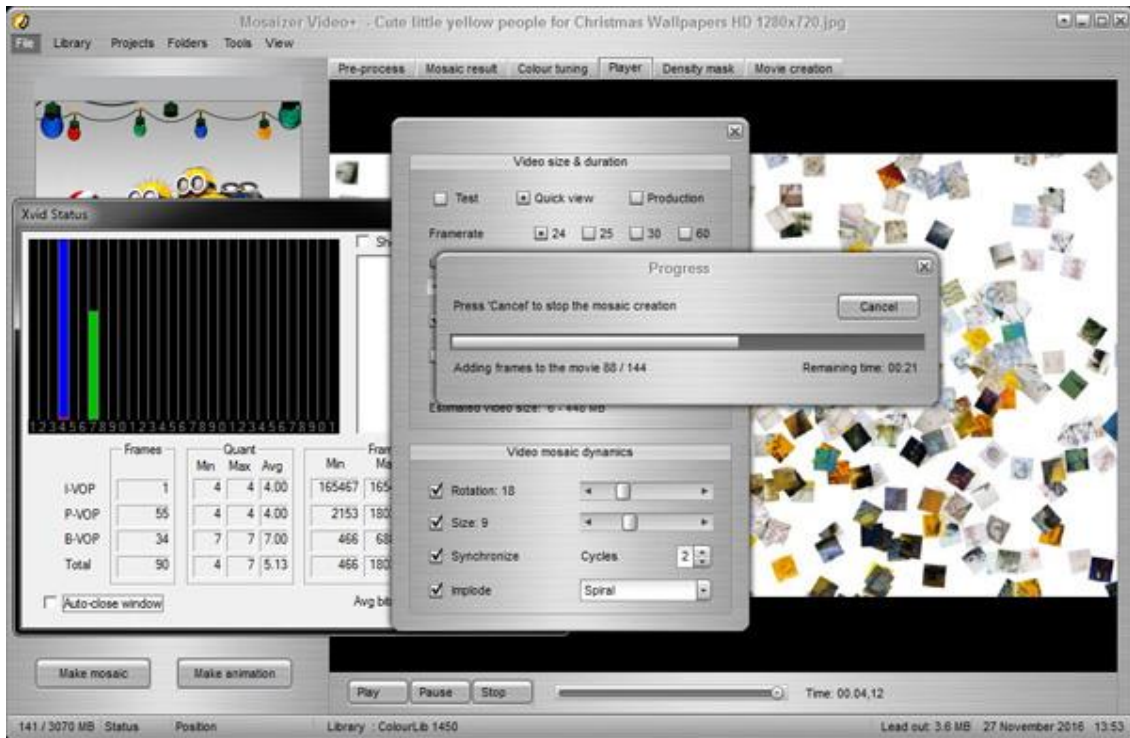 Mosaizer Video+ - Cute little yellow people for Christmas Wallpapers HD 1280x720.jpg
File Library Projects Folders Tools View
Pre-process Mosaic result Colour tuning Player Density mask Movie creation
Video size & duration
Test Quick view Production
Framerate 24 25 30 60
Xvid Status
Progress
Press 'Cancel' to stop the mosaic creation
Cancel
Adding frames to the movie 88 / 144 Remaining time: 00:21
Estimated video size: 6 - 440 MB
1234567890123456789012345678901
Frames Quant
Min Max Avg Min
I-VOP 1 4 4 4.00 165467
P-VOP 55 4 4 4.00 2153
B-VOP 34 7 7 7.00 466
Total 90 4 7 5.13 466
Auto-close window
Video mosaic dynamics
Rotation: 18
Size: 9
Synchronize Cycles 2
Implode Spiral
Make mosaic Make animation
Play Pause Stop Time: 00.04,12
141 / 3070 MB Status Position Library : ColourLib 1450 Lead out: 3.6 MB 27 November 2016 13:53